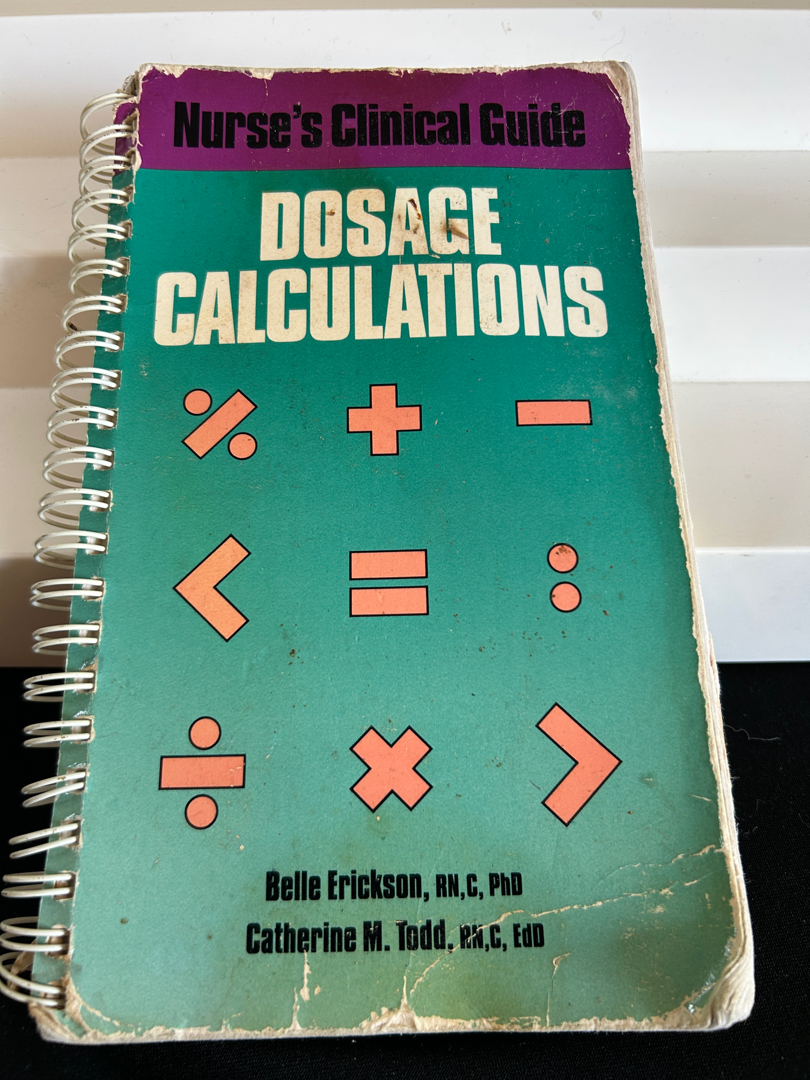 Nurse's Clinical Guide
DOSAGE
CALCULATIONS
% + −
< = :
÷ × >
Belle Erickson, RN,C, PhD
Catherine M. Todd, RN,C, EdD